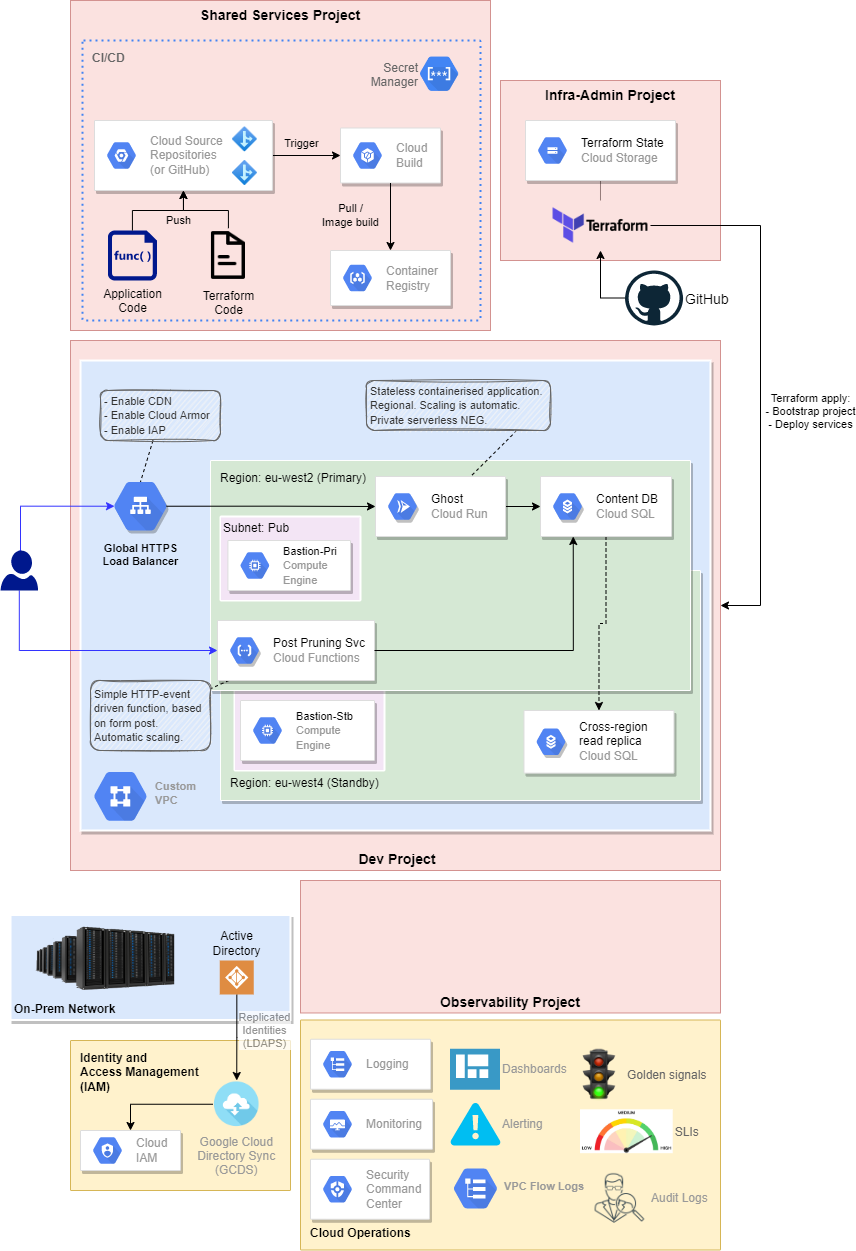 Shared Services Project
CI/CD
Secret
Manager
[***]
Cloud Source
Repositories
(or GitHub)
Trigger
Cloud
Build
Push
Pull /
Image build
func( )
Application
Code
Terraform
Code
Container
Registry
Infra-Admin Project
Terraform State
Cloud Storage
Terraform
GitHub
Terraform apply:
- Bootstrap project
- Deploy services
- Enable CDN
- Enable Cloud Armor
- Enable IAP
Stateless containerised application.
Regional. Scaling is automatic.
Private serverless NEG.
Region: eu-west2 (Primary)
Ghost
Cloud Run
Content DB
Cloud SQL
Global HTTPS
Load Balancer
Subnet: Pub
Bastion-Pri
Compute
Engine
Post Pruning Svc
Cloud Functions
Simple HTTP-event
driven function, based
on form post.
Automatic scaling.
Bastion-Stb
Compute
Engine
Cross-region
read replica
Cloud SQL
Region: eu-west4 (Standby)
Custom
VPC
Dev Project
Active
Directory
On-Prem Network
Replicated
Identities
(LDAPS)
Identity and
Access Management
(IAM)
Cloud
IAM
Google Cloud
Directory Sync
(GCDS)
Observability Project
Logging
Dashboards
Golden signals
Monitoring
Alerting
LOW
MEDIUM
HIGH
SLIs
Security
Command
Center
VPC Flow Logs
Audit Logs
Cloud Operations